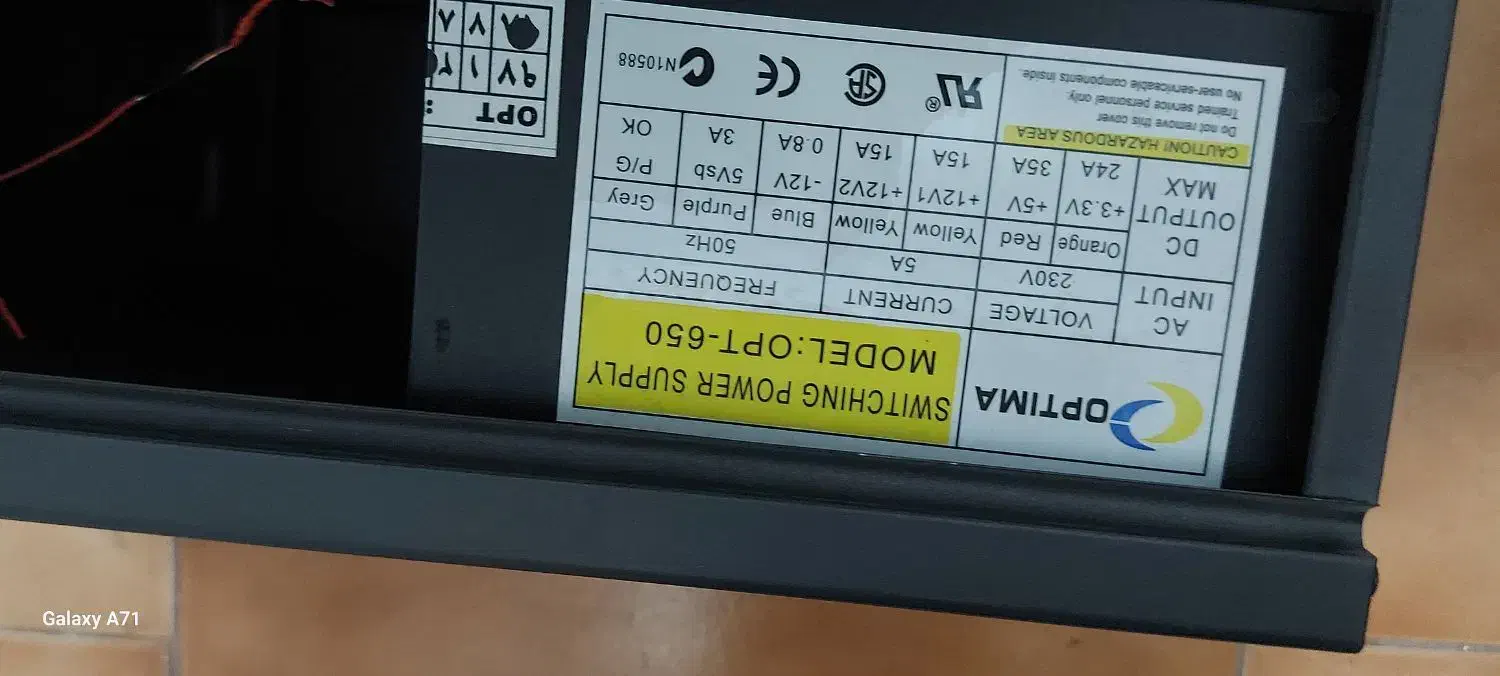 OPTIMA
SWITCHING POWER SUPPLY
MODEL:OPT-650
AC INPUT
VOLTAGE CURRENT FREQUENCY
230V 5A 50Hz
DC OUTPUT MAX
Orange Red Yellow Yellow Blue Purple Grey
+3.3V +5V +12V1 +12V2 -12V 5Vsb P/G
24A 35A 15A 15A 0.8A 3A OK
CAUTION! HAZARDOUS AREA
Do not remove this cover
Trained service personnel only.
No user-serviceable components inside.
N10588
OPT :
Galaxy A71